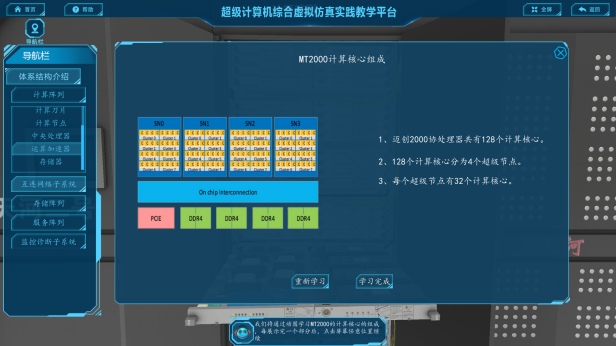 首页
帮助
超级计算机综合虚拟仿真实践教学平台
全屏
返回
导航栏
导航栏
体系结构介绍
计算阵列
计算刀片
计算节点
中央处理器
运算加速器
存储器
互连网络子系统
存储阵列
服务阵列
监控诊断子系统
MT2000计算核心组成
SN0 SN1 SN2 SN3
On chip interconnection
PCIE DDR4 DDR4 DDR4 DDR4
1、迈创2000协处理器共有128个计算核心。
2、128个计算核心分为4个超级节点。
3、每个超级节点有32个计算核心。
重新学习
学习完成
我们将通过动图学习MT2000的计算核心的组成
，每展示完一个部分后，点击屏幕任意位置继
续
河